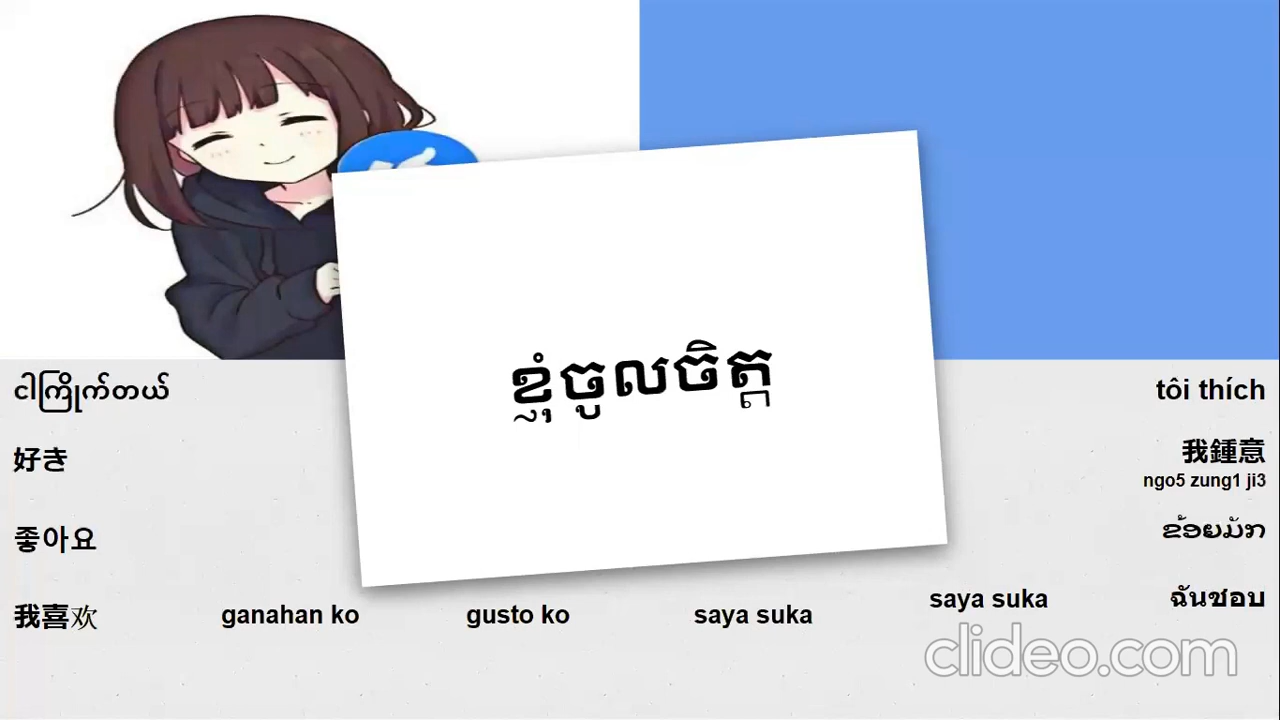 ខ្ញុំចូលចិត្ត
ငါကြိုက်တယ်
好き
좋아요
我喜欢
ganahan ko
gusto ko
saya suka
saya suka
tôi thích
我鍾意
ngo5 zung1 ji3
ຂ້ອຍມັກ
ฉันชอบ
clideo.com